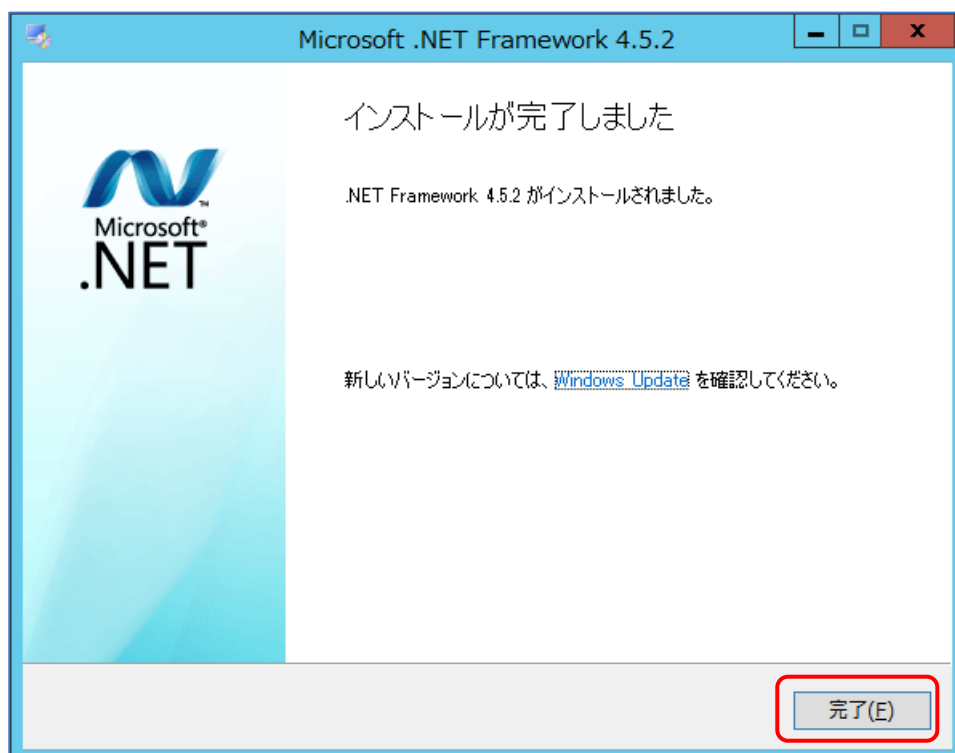 Microsoft .NET Framework 4.5.2
インストールが完了しました
.NET Framework 4.5.2 がインストールされました。
Microsoft®
.NET™
新しいバージョンについては、Windows Update を確認してください。
完了(F)